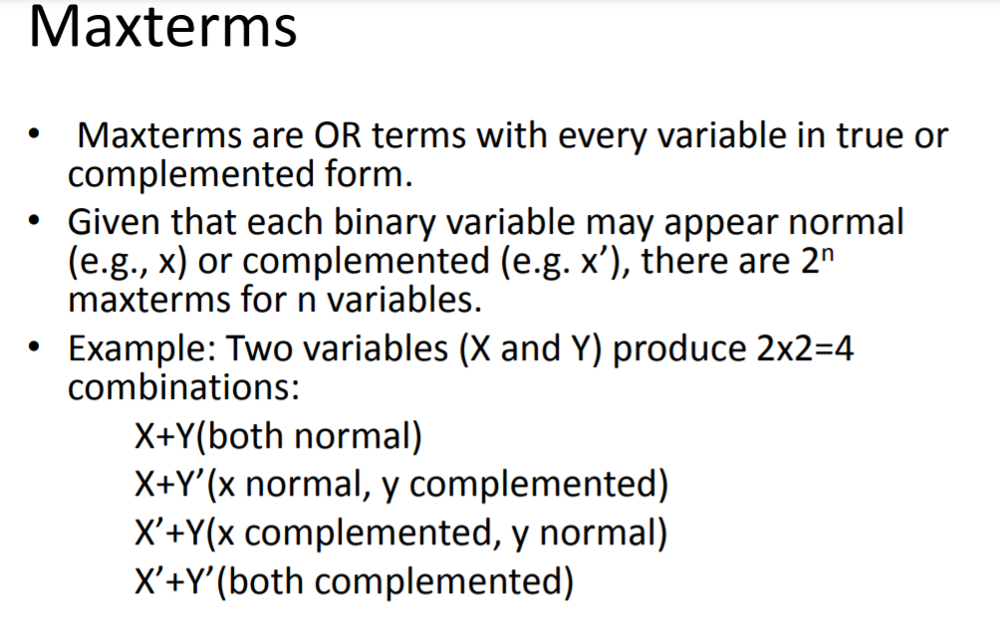 Maxterms
• Maxterms are OR terms with every variable in true or
complemented form.
• Given that each binary variable may appear normal
(e.g., x) or complemented (e.g. x’), there are 2ⁿ
maxterms for n variables.
• Example: Two variables (X and Y) produce 2x2=4
combinations:
X+Y(both normal)
X+Y’(x normal, y complemented)
X’+Y(x complemented, y normal)
X’+Y’(both complemented)